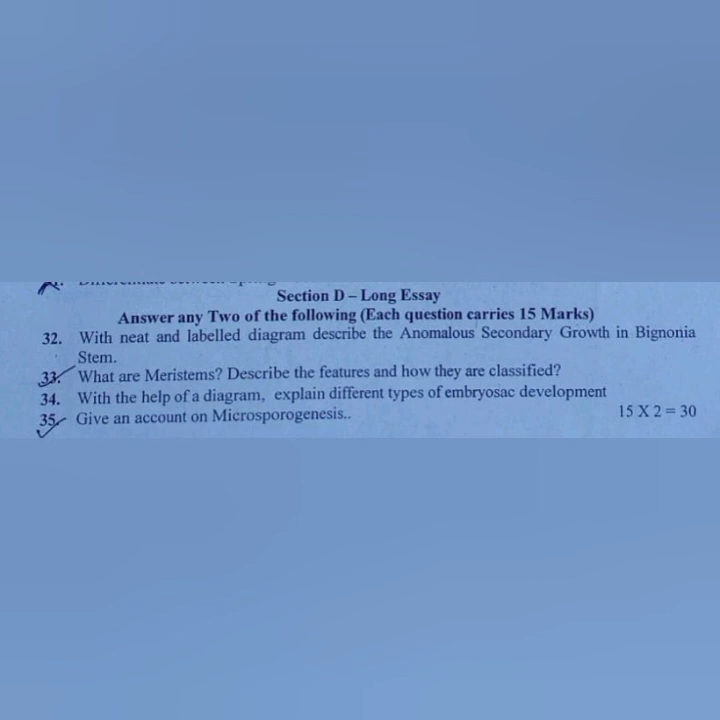 Section D – Long Essay
Answer any Two of the following (Each question carries 15 Marks)
32. With neat and labelled diagram describe the Anomalous Secondary Growth in Bignonia
Stem.
33. What are Meristems? Describe the features and how they are classified?
34. With the help of a diagram, explain different types of embryosac development
35. Give an account on Microsporogenesis..
15 X 2 = 30